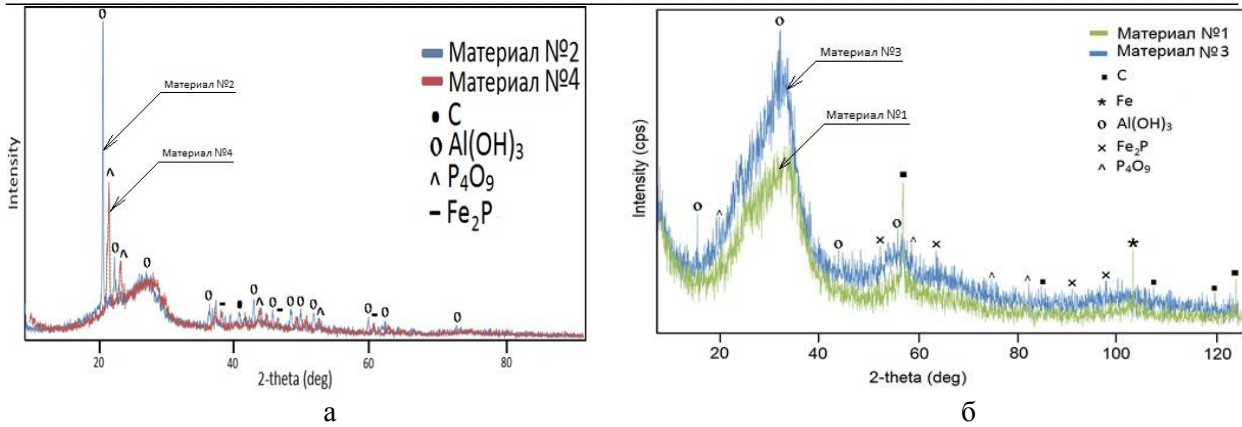 Intensity
Материал №2
Материал №4
Материал №2
Материал №4
C
Al(OH)₃
P₄O₉
Fe₂P
20
40
60
80
2-theta (deg)
а
Intensity (cps)
Материал №3
Материал №1
Материал №1
Материал №3
C
Fe
Al(OH)₃
Fe₂P
P₄O₉
20
40
60
80
100
120
2-theta (deg)
б